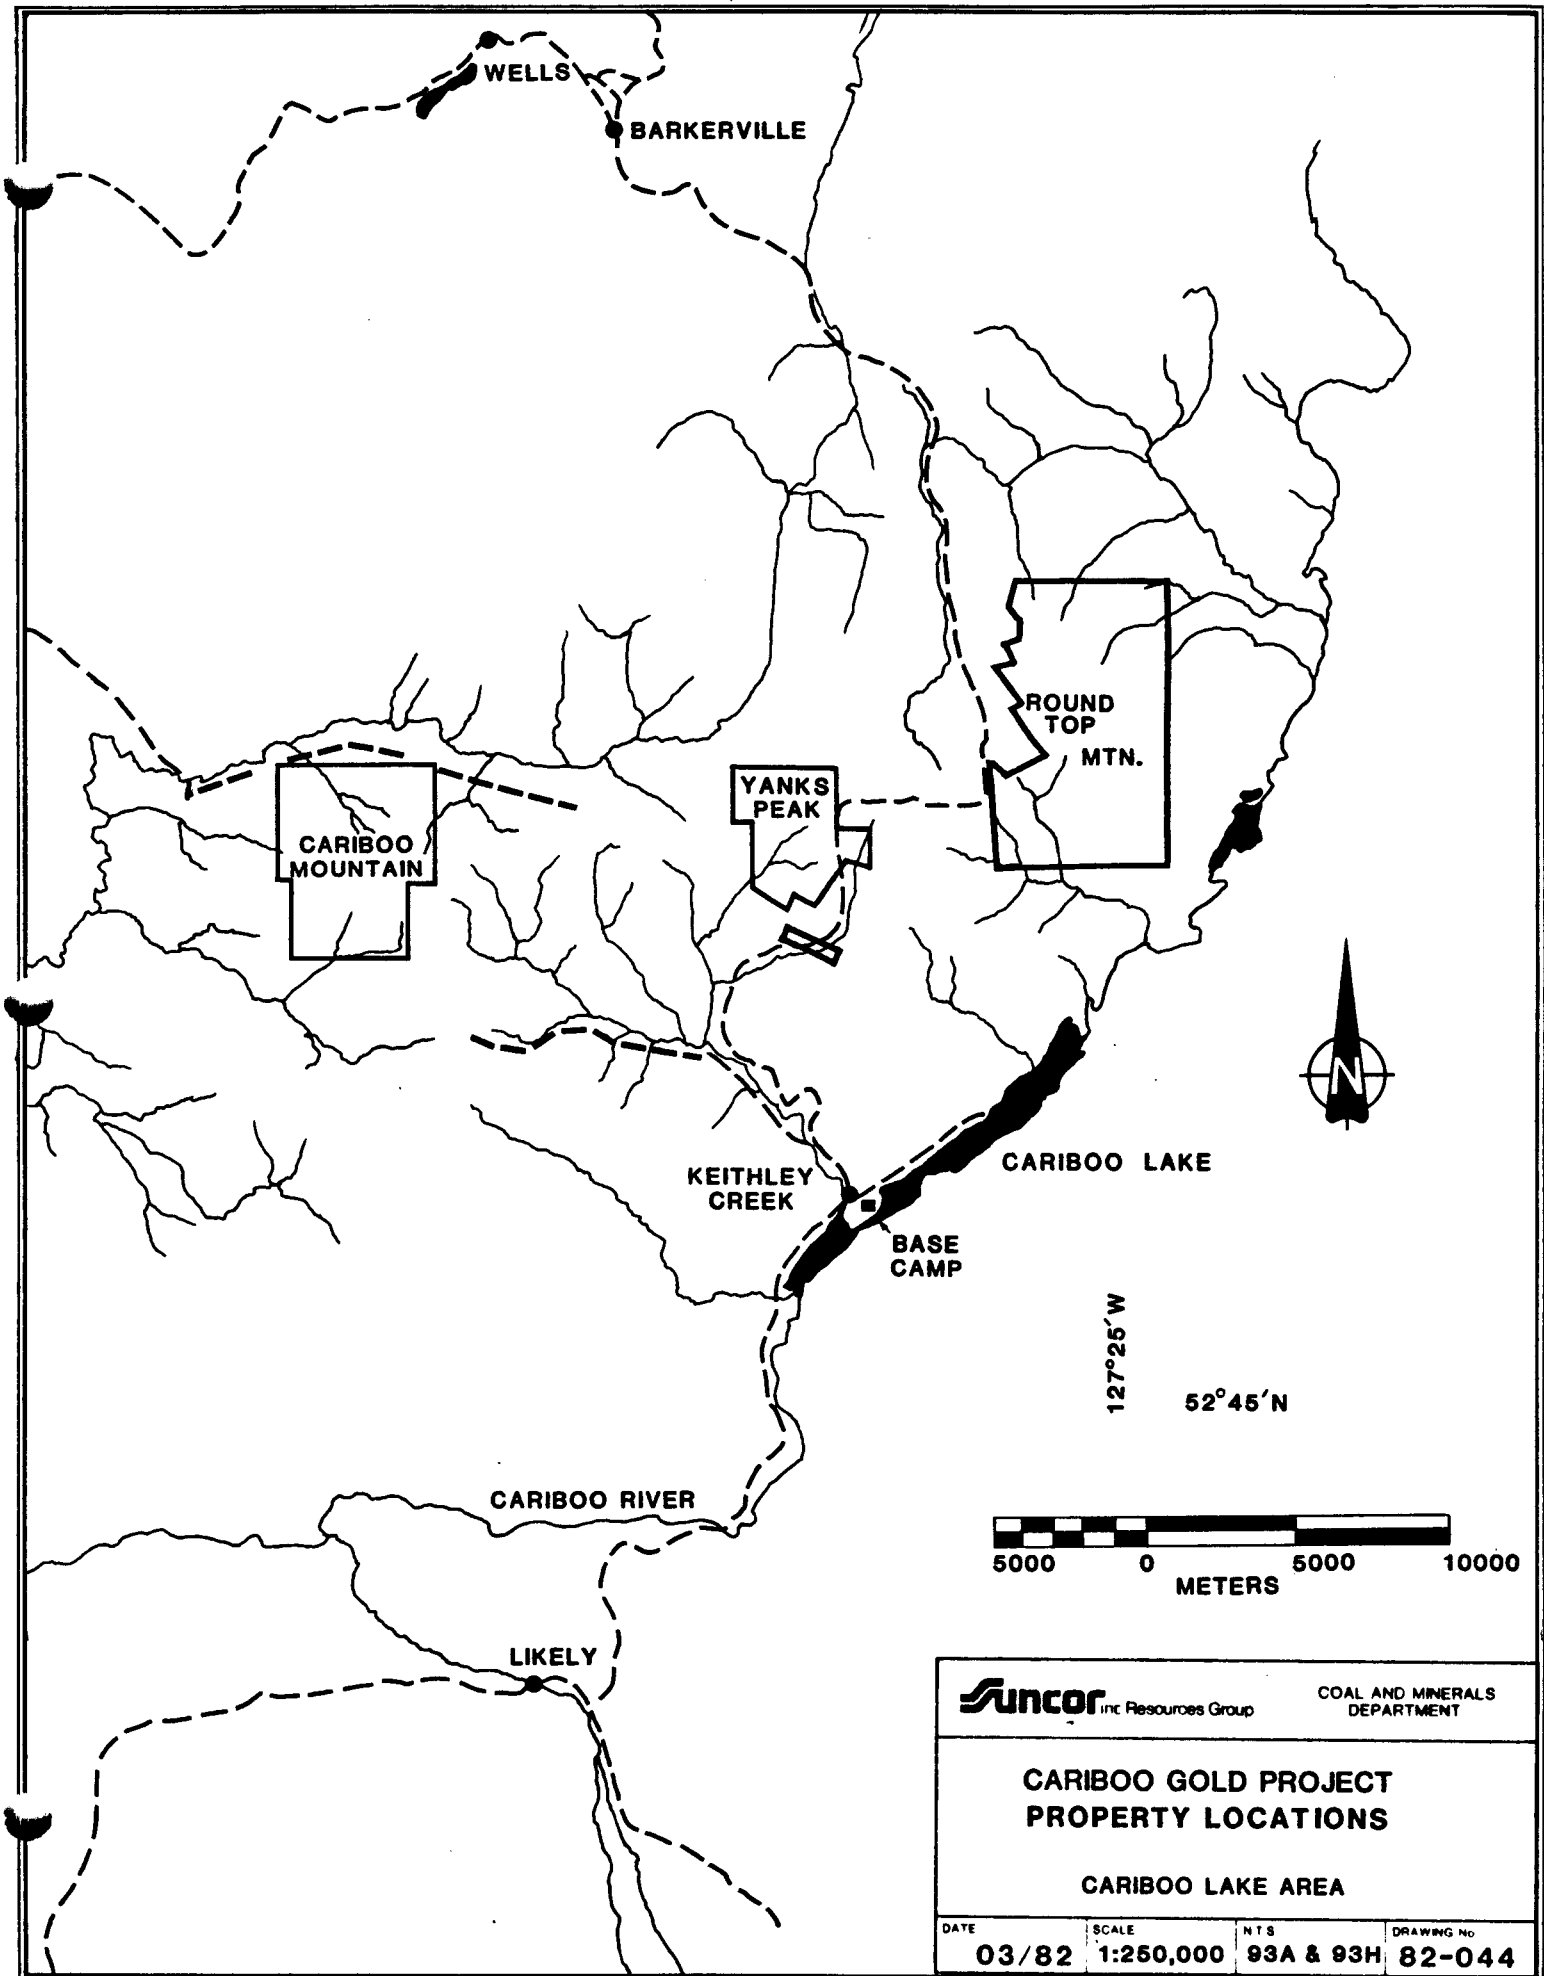 WELLS
BARKERVILLE
ROUND
TOP
MTN.
YANKS
PEAK
CARIBOO
MOUNTAIN
N
CARIBOO LAKE
KEITHLEY
CREEK
BASE
CAMP
127°25´W
52°45´N
CARIBOO RIVER
5000 0 5000 10000
METERS
LIKELY
Suncor Inc Resources Group
COAL AND MINERALS
DEPARTMENT
CARIBOO GOLD PROJECT
PROPERTY LOCATIONS
CARIBOO LAKE AREA
DATE 03/82
SCALE 1:250,000
NTS 93A & 93H
DRAWING No 82-044